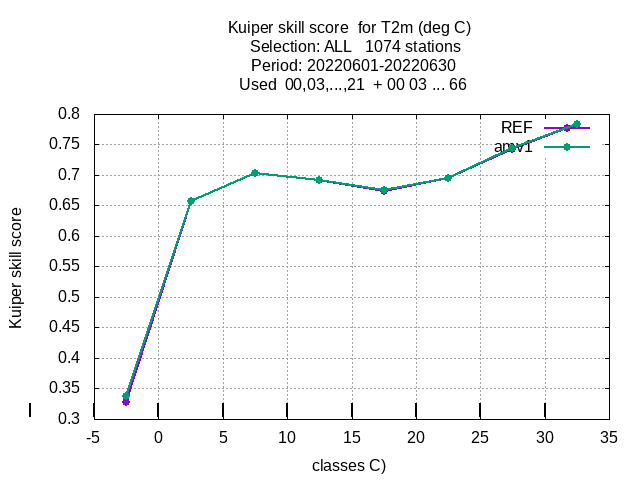 Kuiper skill score for T2m (deg C)
Selection: ALL 1074 stations
Period: 20220601-20220630
Used 00,03,...,21 + 00 03 ... 66
0.8
0.75
0.7
0.65
0.6
0.55
0.5
0.45
0.4
0.35
0.3
Kuiper skill score
REF
amv1
-5 0 5 10 15 20 25 30 35
classes C)